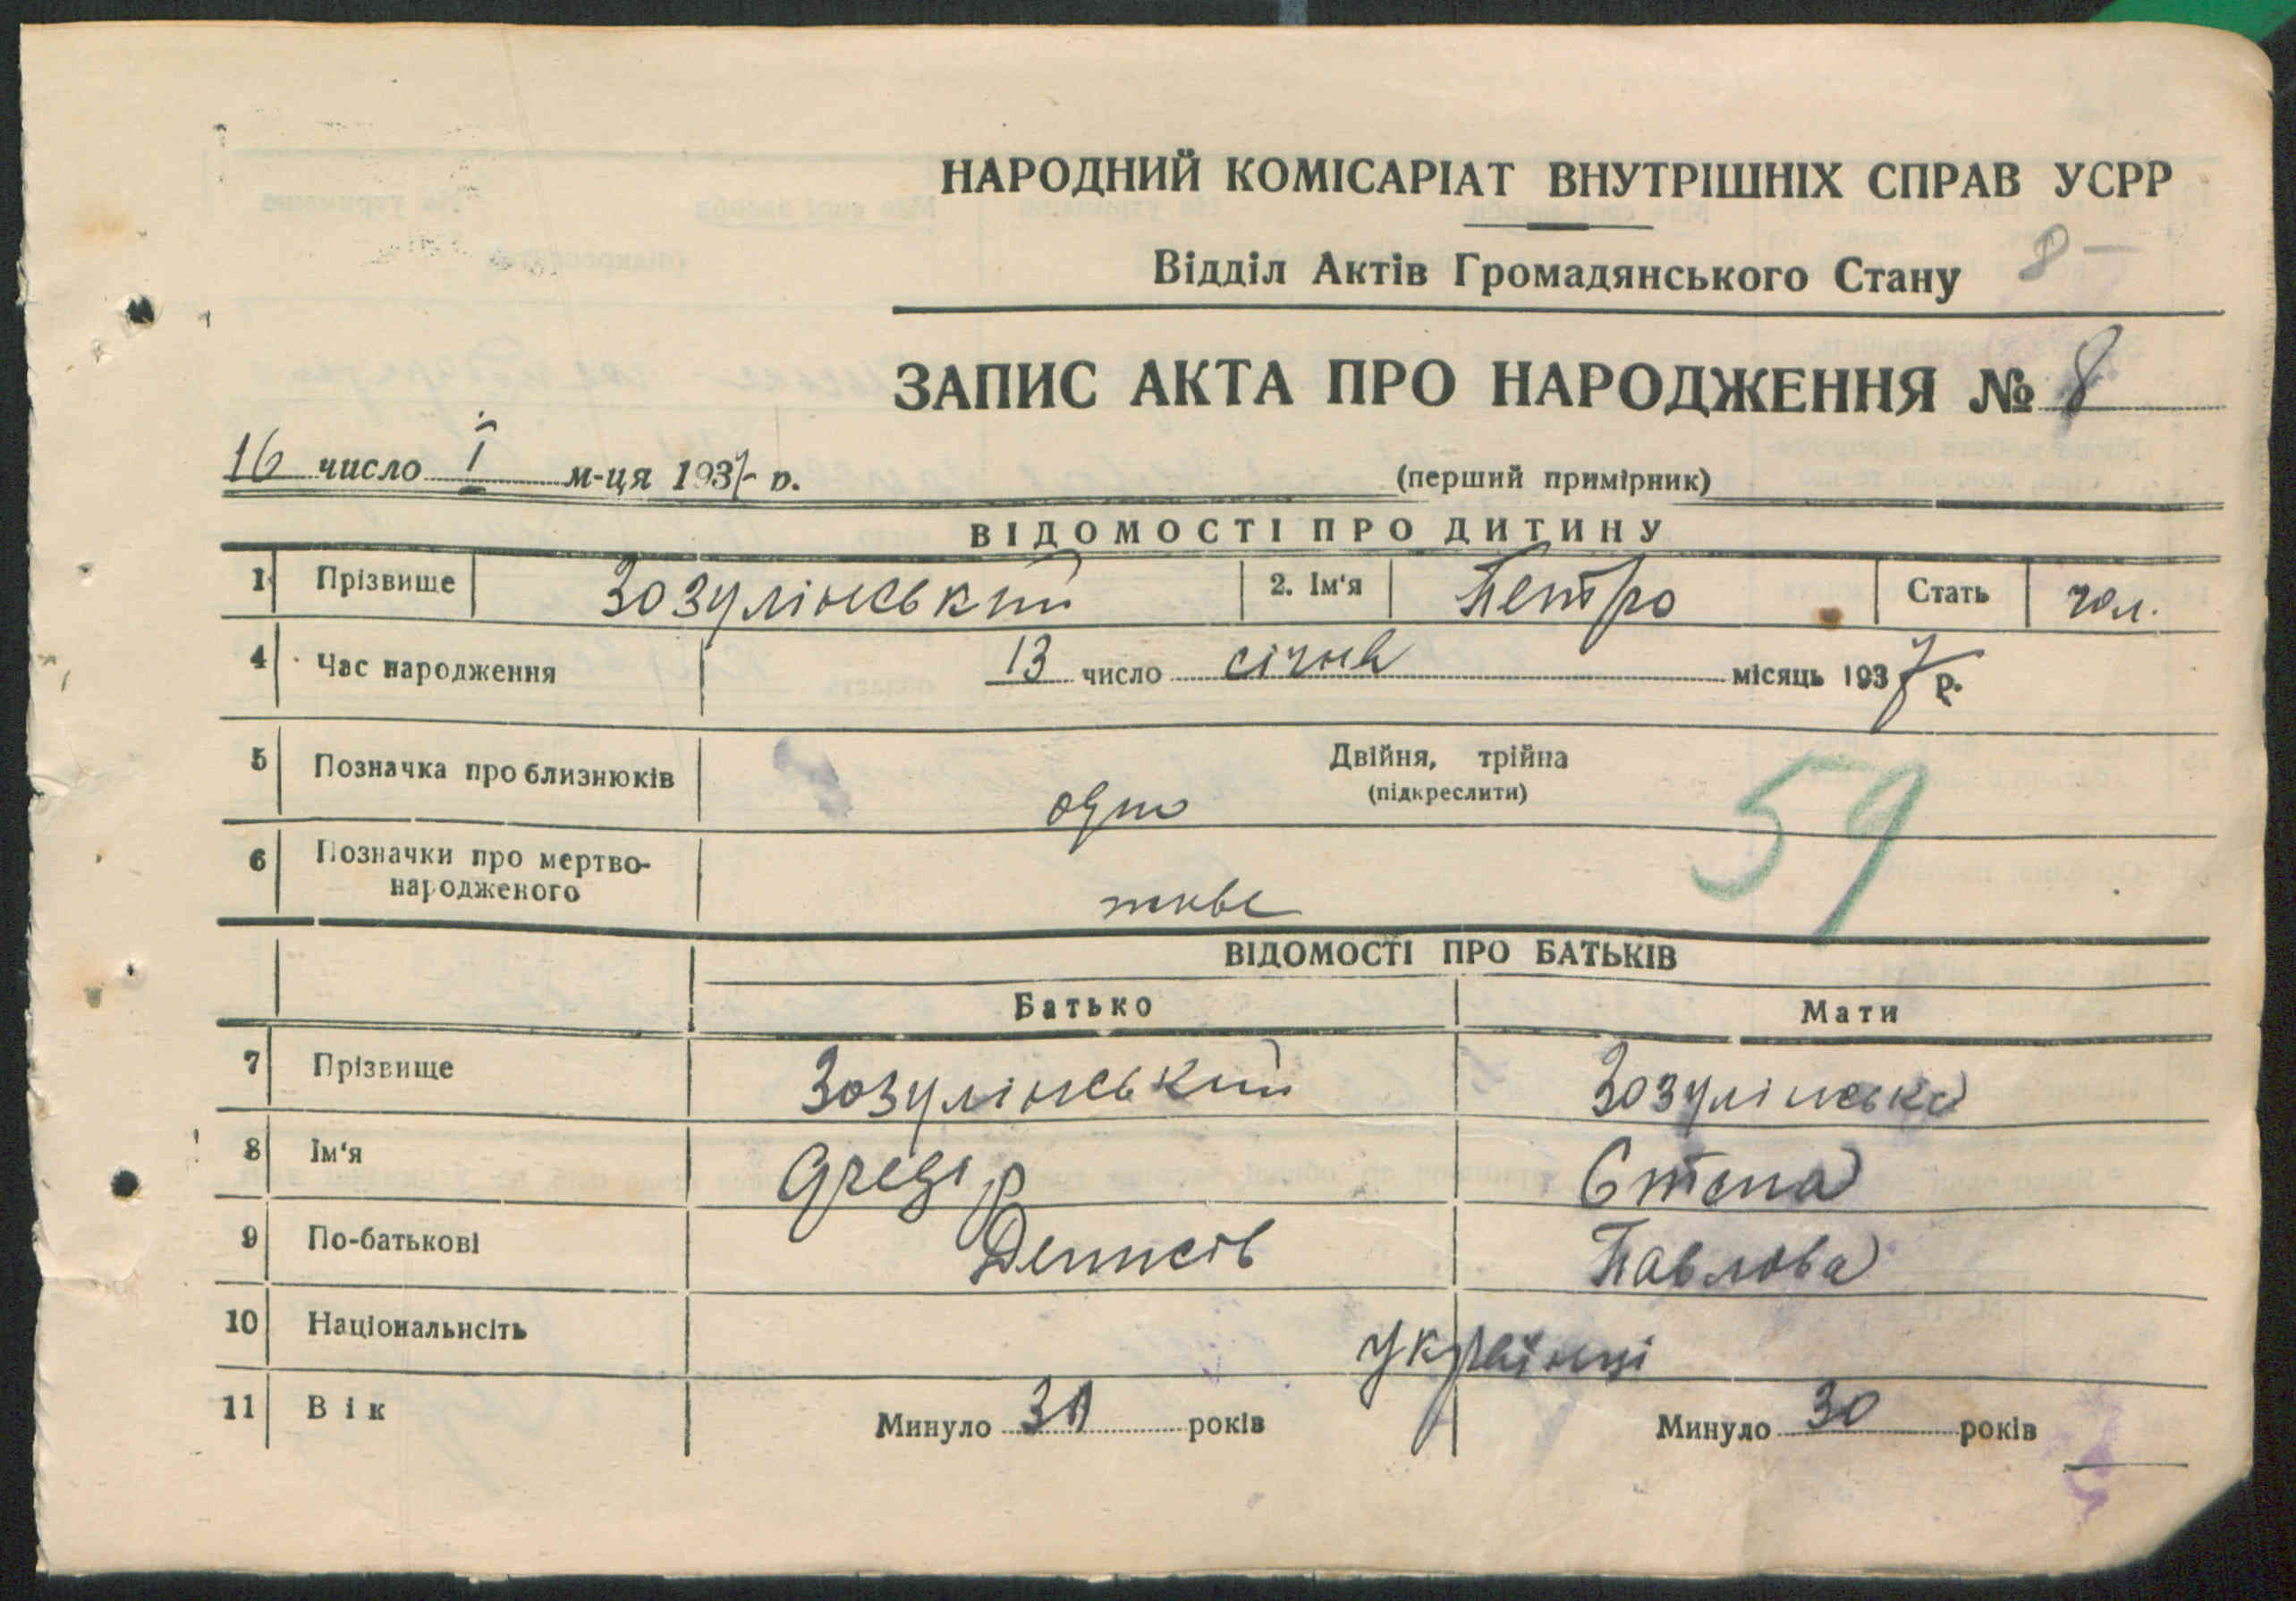 НАРОДНИЙ КОМІСАРІАТ ВНУТРІШНІХ СПРАВ УСРР
Відділ Актів Громадянського Стану 8 —
ЗАПИС АКТА ПРО НАРОДЖЕННЯ № 8
16 число I м-ця 1937 р. (перший примірник)
ВІДОМОСТІ ПРО ДИТИНУ
1 Прізвище Зозулінський 2. Ім'я Петро Стать чол.
4 Час народження 13 число січня місяць 1937 р.
5 Позначка про близнюків Двійня, трійна
(підкреслити)
одно
59
6 Позначки про мертво-
народженого
живе
ВІДОМОСТІ ПРО БАТЬКІВ
Батько Мати
7 Прізвище Зозулінський Зозулінська
8 Ім'я
9 По-батькові Денисів Павлова
10 Національнсіть Українці
11 Вік Минуло років Минуло 30 років